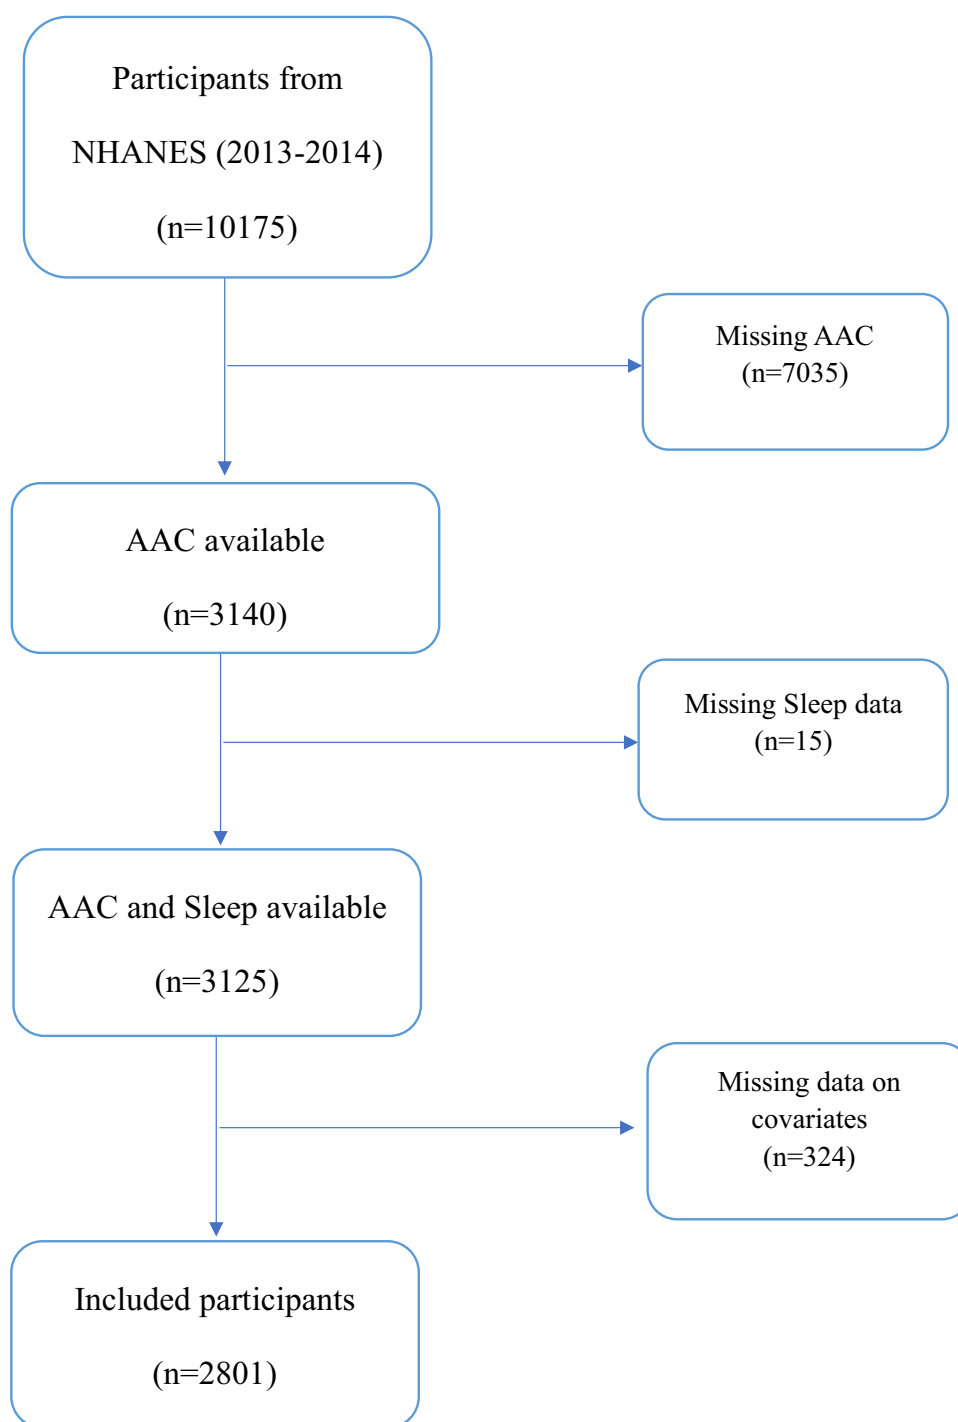 Participants from
NHANES (2013-2014)
(n=10175)
Missing AAC
(n=7035)
AAC available
(n=3140)
Missing Sleep data
(n=15)
AAC and Sleep available
(n=3125)
Missing data on
covariates
(n=324)
Included participants
(n=2801)